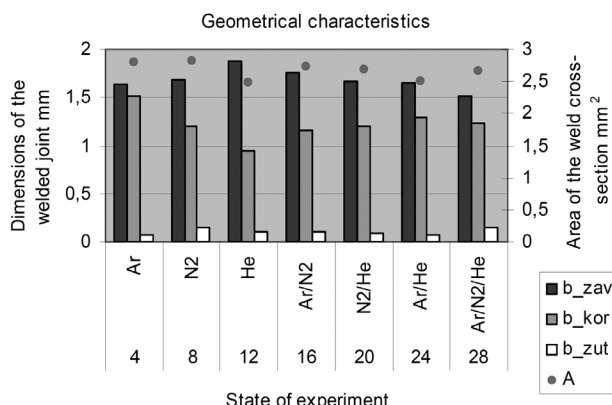 Geometrical characteristics
Dimensions of the
welded joint mm
2
1,5
1
0,5
0
3
2,5
2
1,5
1
0,5
0
Area of the weld cross-
section mm²
Ar
N2
He
Ar/N2
N2/He
Ar/He
Ar/N2/He
4 8 12 16 20 24 28
State of experiment
b_zav
b_kor
b_zut
A